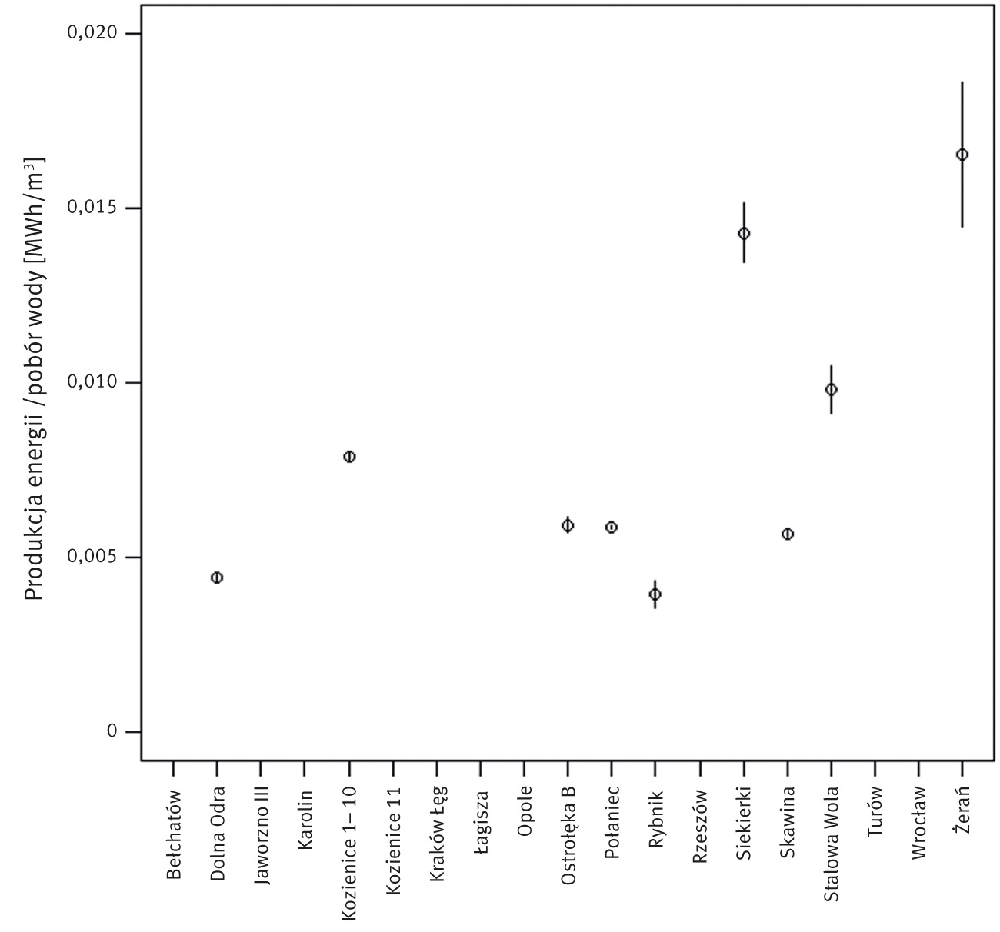 Produkcja energii /pobór wody [MWh/m³]
0,020
0,015
0,010
0,005
0
Bełchatów
Dolna Odra
Jaworzno III
Karolin
Kozienice 1– 10
Kozienice 11
Kraków Łęg
Łagisza
Opole
Ostrołęka B
Połaniec
Rybnik
Rzeszów
Siekierki
Skawina
Stalowa Wola
Turów
Wrocław
Żerań